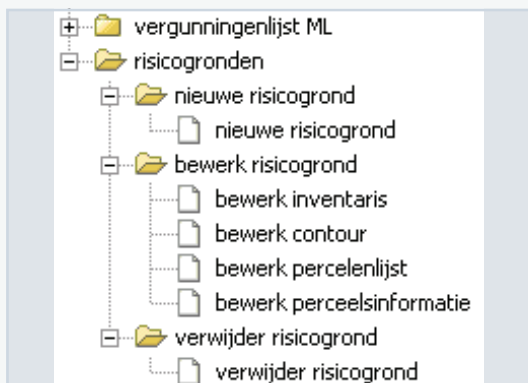 vergunningenlijst ML
risicogronden
nieuwe risicogrond
nieuwe risicogrond
bewerk risicogrond
bewerk inventaris
bewerk contour
bewerk percelenlijst
bewerk perceelsinformatie
verwijder risicogrond
verwijder risicogrond